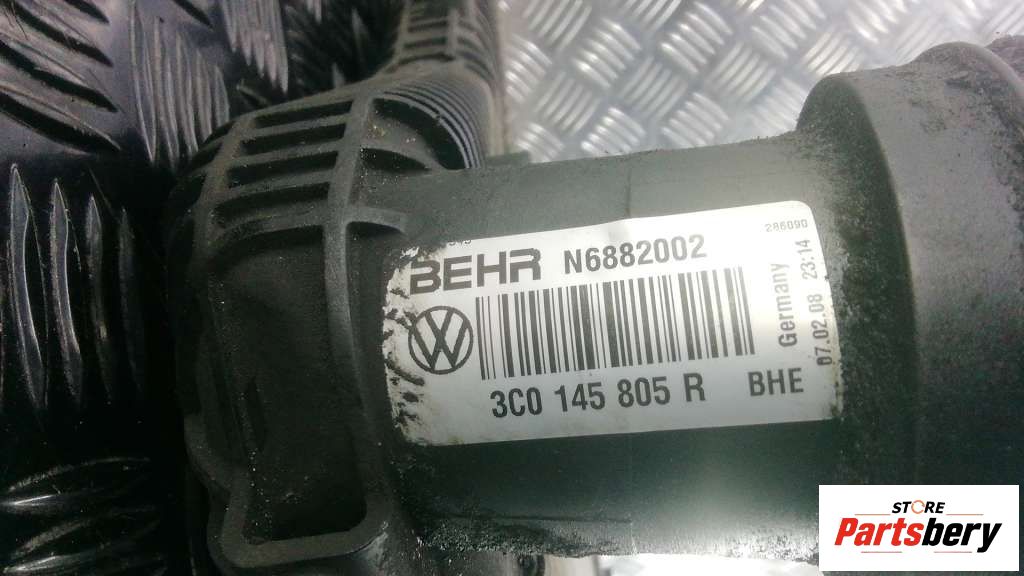 286090
BEHR N6882002
Germany
07.02.08 23:14
3C0 145 805 R BHE
STORE
Partsbery